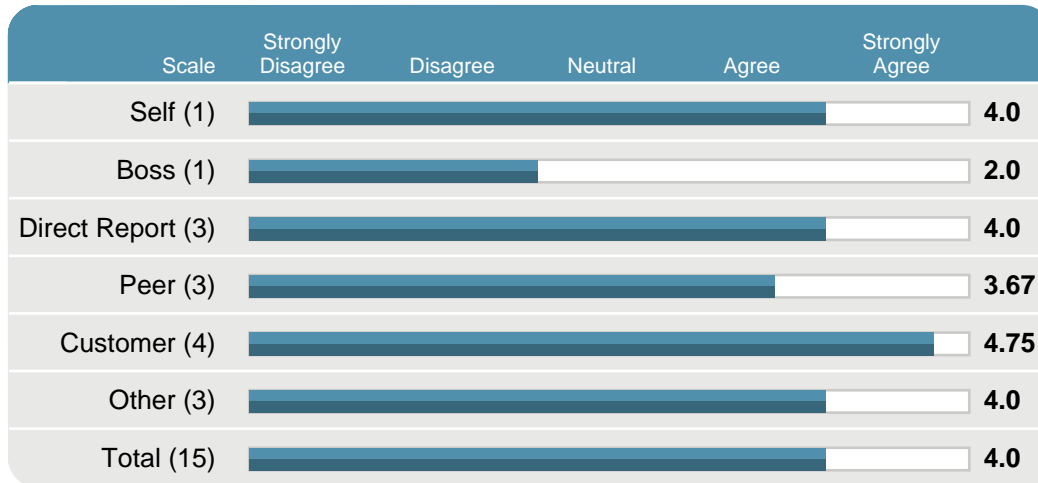 Scale Strongly Disagree Disagree Neutral Agree Strongly Agree
Self (1) 4.0
Boss (1) 2.0
Direct Report (3) 4.0
Peer (3) 3.67
Customer (4) 4.75
Other (3) 4.0
Total (15) 4.0